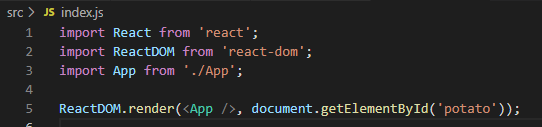 src > JS index.js
1 import React from 'react';
2 import ReactDOM from 'react-dom';
3 import App from './App';
4
5 ReactDOM.render(<App />, document.getElementById('potato'));
6